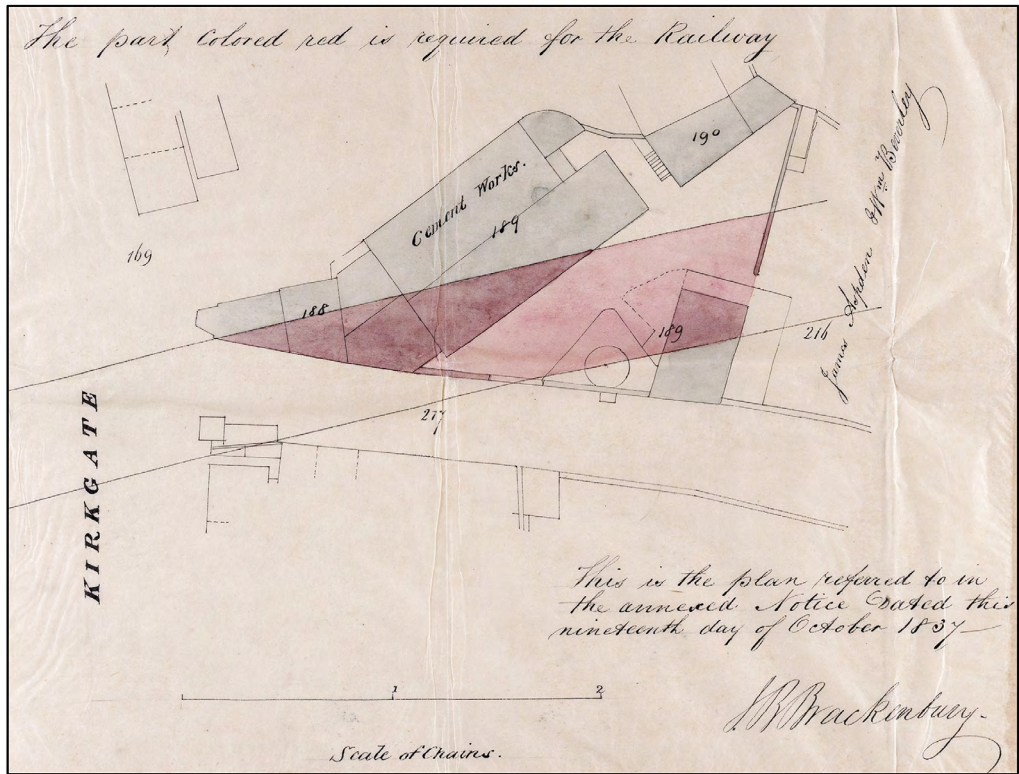 The part colored red is required for the Railway
190
Cement Works.
189
169
188
189
216
James Aspden & Wm Beverley
217
KIRKGATE
This is the plan referred to in
the annexed Notice Dated this
nineteenth day of October 1837
1
2
J R Brackenbury.
Scale of Chains.